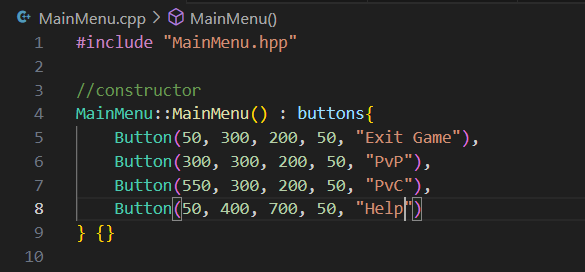 MainMenu.cpp > MainMenu()
1 #include "MainMenu.hpp"
2
3 //constructor
4 MainMenu::MainMenu() : buttons{
5     Button(50, 300, 200, 50, "Exit Game"),
6     Button(300, 300, 200, 50, "PvP"),
7     Button(550, 300, 200, 50, "PvC"),
8     Button(50, 400, 700, 50, "Help")
9 } {}
10